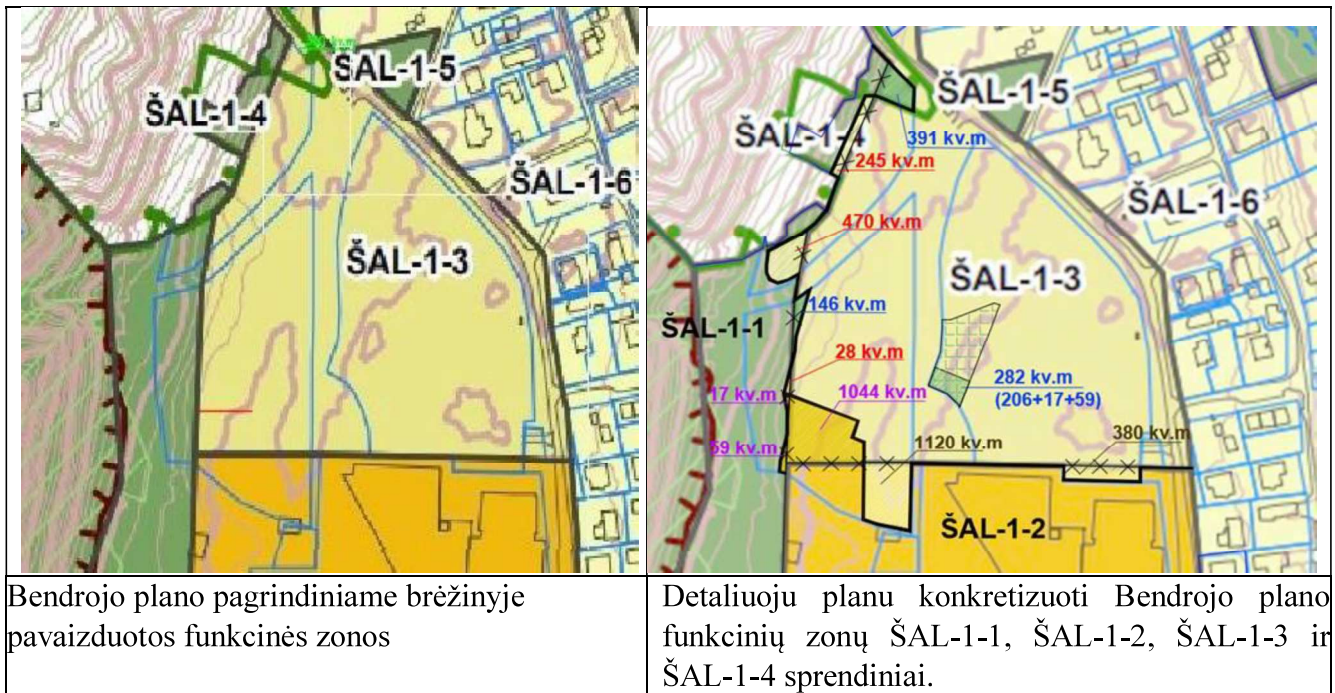 ŠAL-1-5
ŠAL-1-4
ŠAL-1-6
ŠAL-1-3
ŠAL-1-5
ŠAL-1-4
391 kv.m
245 kv.m
ŠAL-1-6
470 kv.m
ŠAL-1-3
146 kv.m
ŠAL-1-1
28 kv.m
17 kv.m
1044 kv.m
282 kv.m
(206+17+59)
59 kv.m
1120 kv.m
380 kv.m
ŠAL-1-2
Bendrojo plano pagrindiniame brėžinyje
pavaizduotos funkcinės zonos
Detaliuoju planu konkretizuoti Bendrojo plano
funkcinių zonų ŠAL-1-1, ŠAL-1-2, ŠAL-1-3 ir
ŠAL-1-4 sprendiniai.